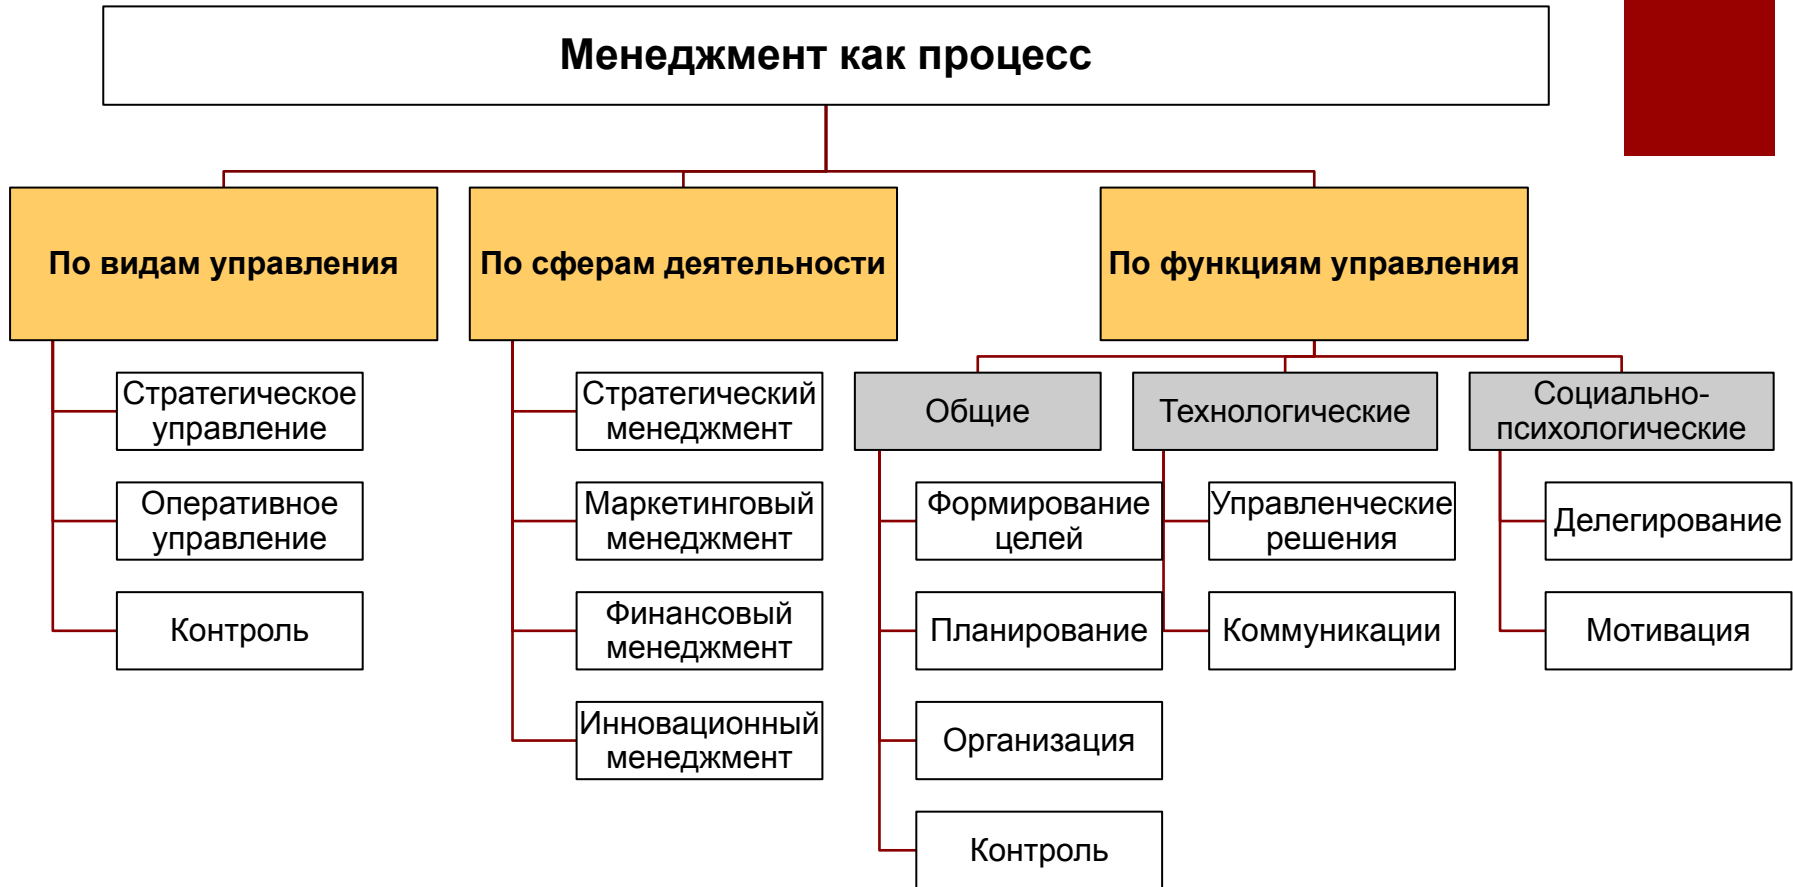 Менеджмент как процесс
По видам управления
Стратегическое
управление
Оперативное
управление
Контроль
По сферам деятельности
Стратегический
менеджмент
Маркетинговый
менеджмент
Финансовый
менеджмент
Инновационный
менеджмент
По функциям управления
Общие
Формирование
целей
Планирование
Организация
Контроль
Технологические
Управленческие
решения
Коммуникации
Социально-
психологические
Делегирование
Мотивация